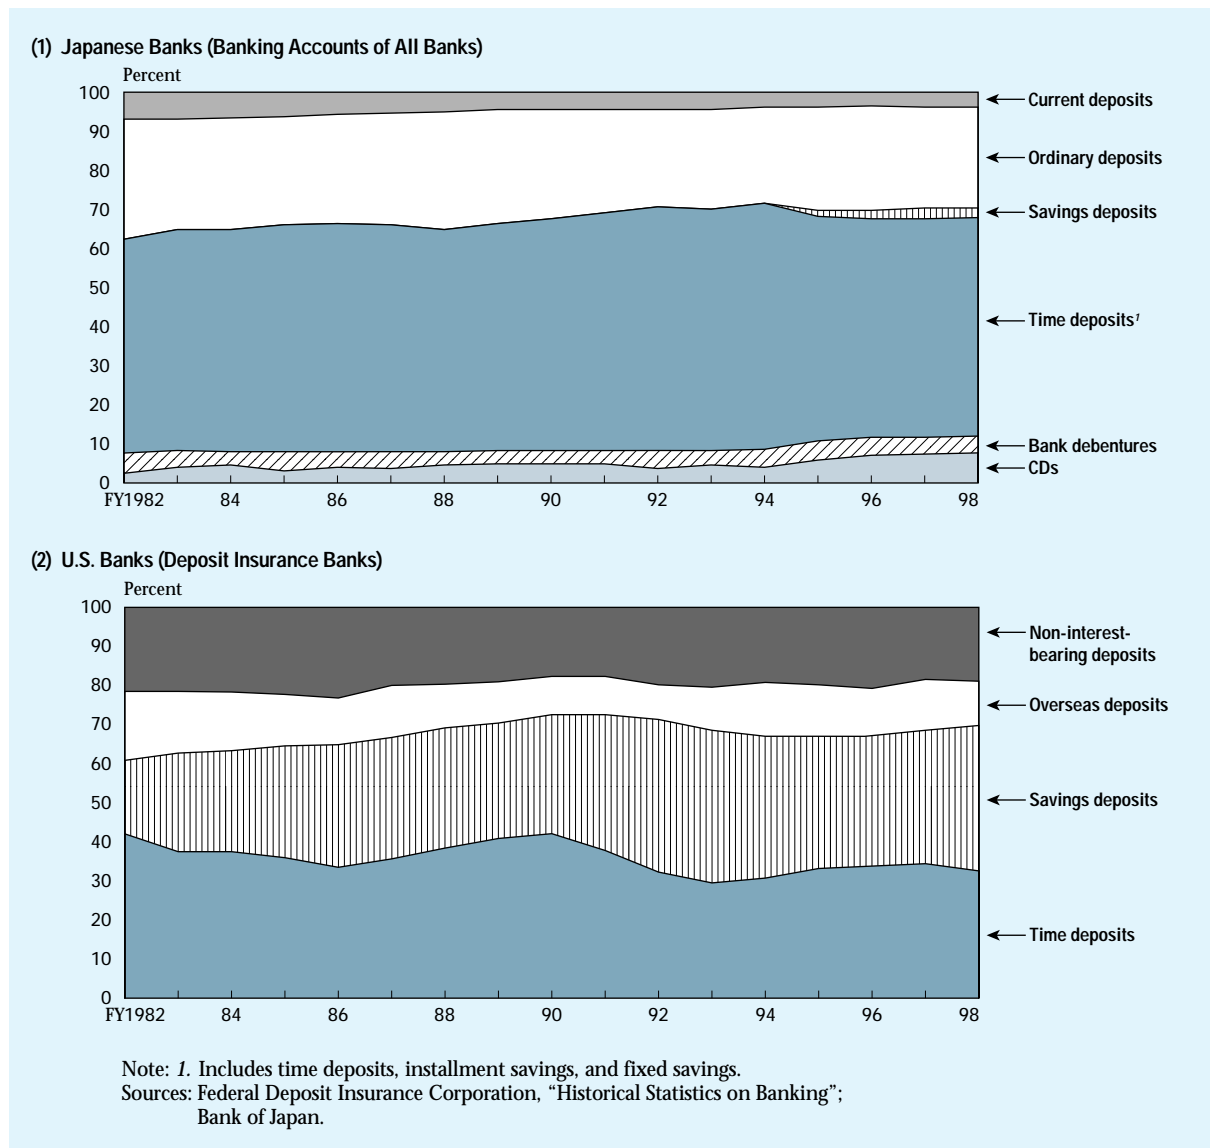 (1) Japanese Banks (Banking Accounts of All Banks)
Percent
100
90
80
70
60
50
40
30
20
10
0
Current deposits
Ordinary deposits
Savings deposits
Time deposits¹
Bank debentures
CDs
FY1982 84 86 88 90 92 94 96 98
(2) U.S. Banks (Deposit Insurance Banks)
Percent
100
90
80
70
60
50
40
30
20
10
0
Non-interest-
bearing deposits
Overseas deposits
Savings deposits
Time deposits
FY1982 84 86 88 90 92 94 96 98
Note: 1. Includes time deposits, installment savings, and fixed savings.
Sources: Federal Deposit Insurance Corporation, “Historical Statistics on Banking”;
Bank of Japan.